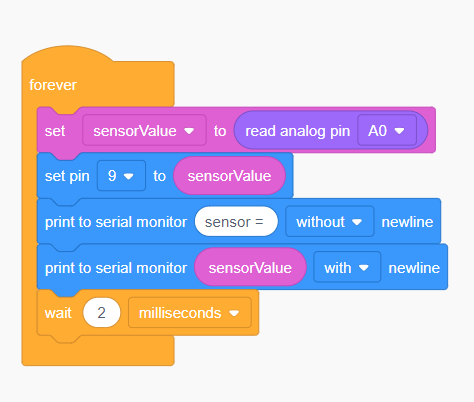 forever
set sensorValue to read analog pin A0
set pin 9 to sensorValue
print to serial monitor sensor = without newline
print to serial monitor sensorValue with newline
wait 2 milliseconds